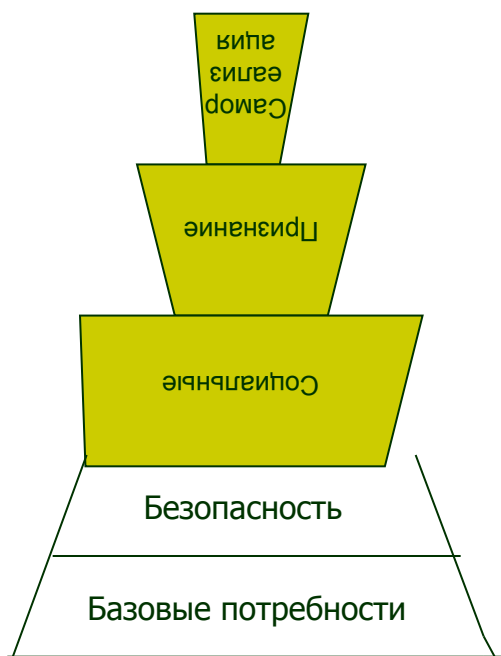 Самор
еализ
ация
Признание
Социальные
Безопасность
Базовые потребности